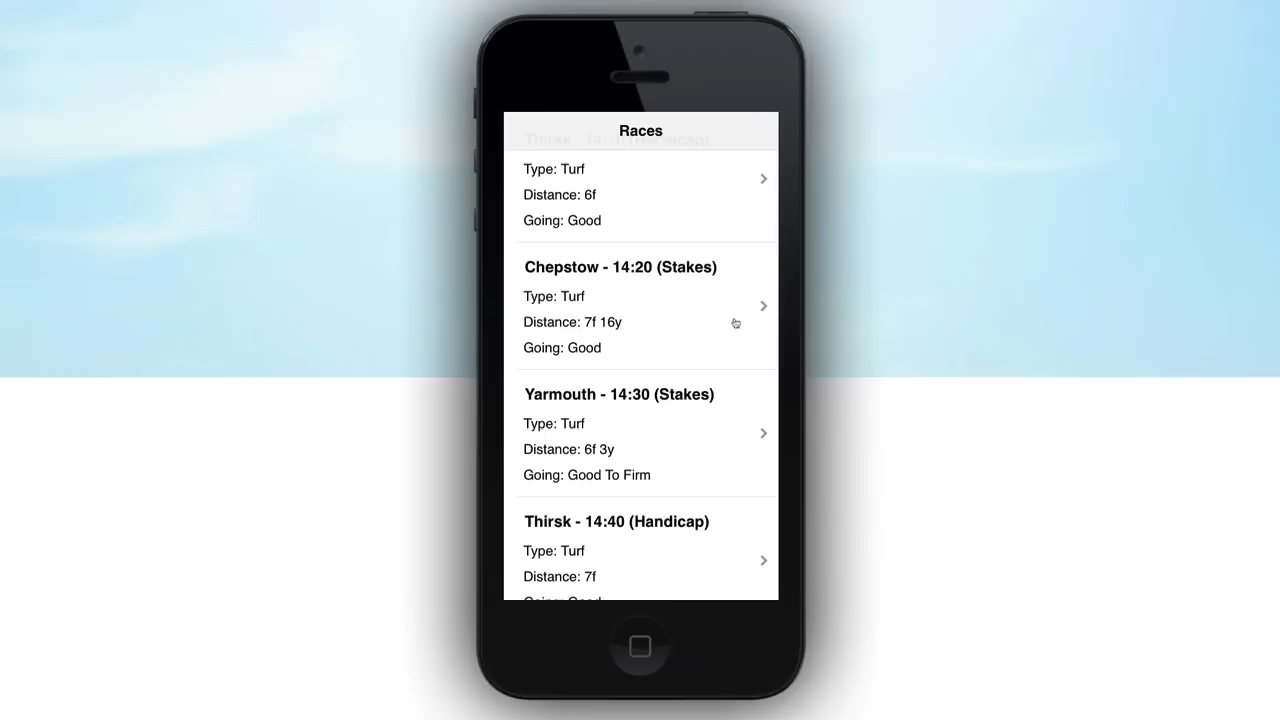 Races
Type: Turf
Distance: 6f
Going: Good
Chepstow - 14:20 (Stakes)
Type: Turf
Distance: 7f 16y
Going: Good
Yarmouth - 14:30 (Stakes)
Type: Turf
Distance: 6f 3y
Going: Good To Firm
Thirsk - 14:40 (Handicap)
Type: Turf
Distance: 7f
Going: Good